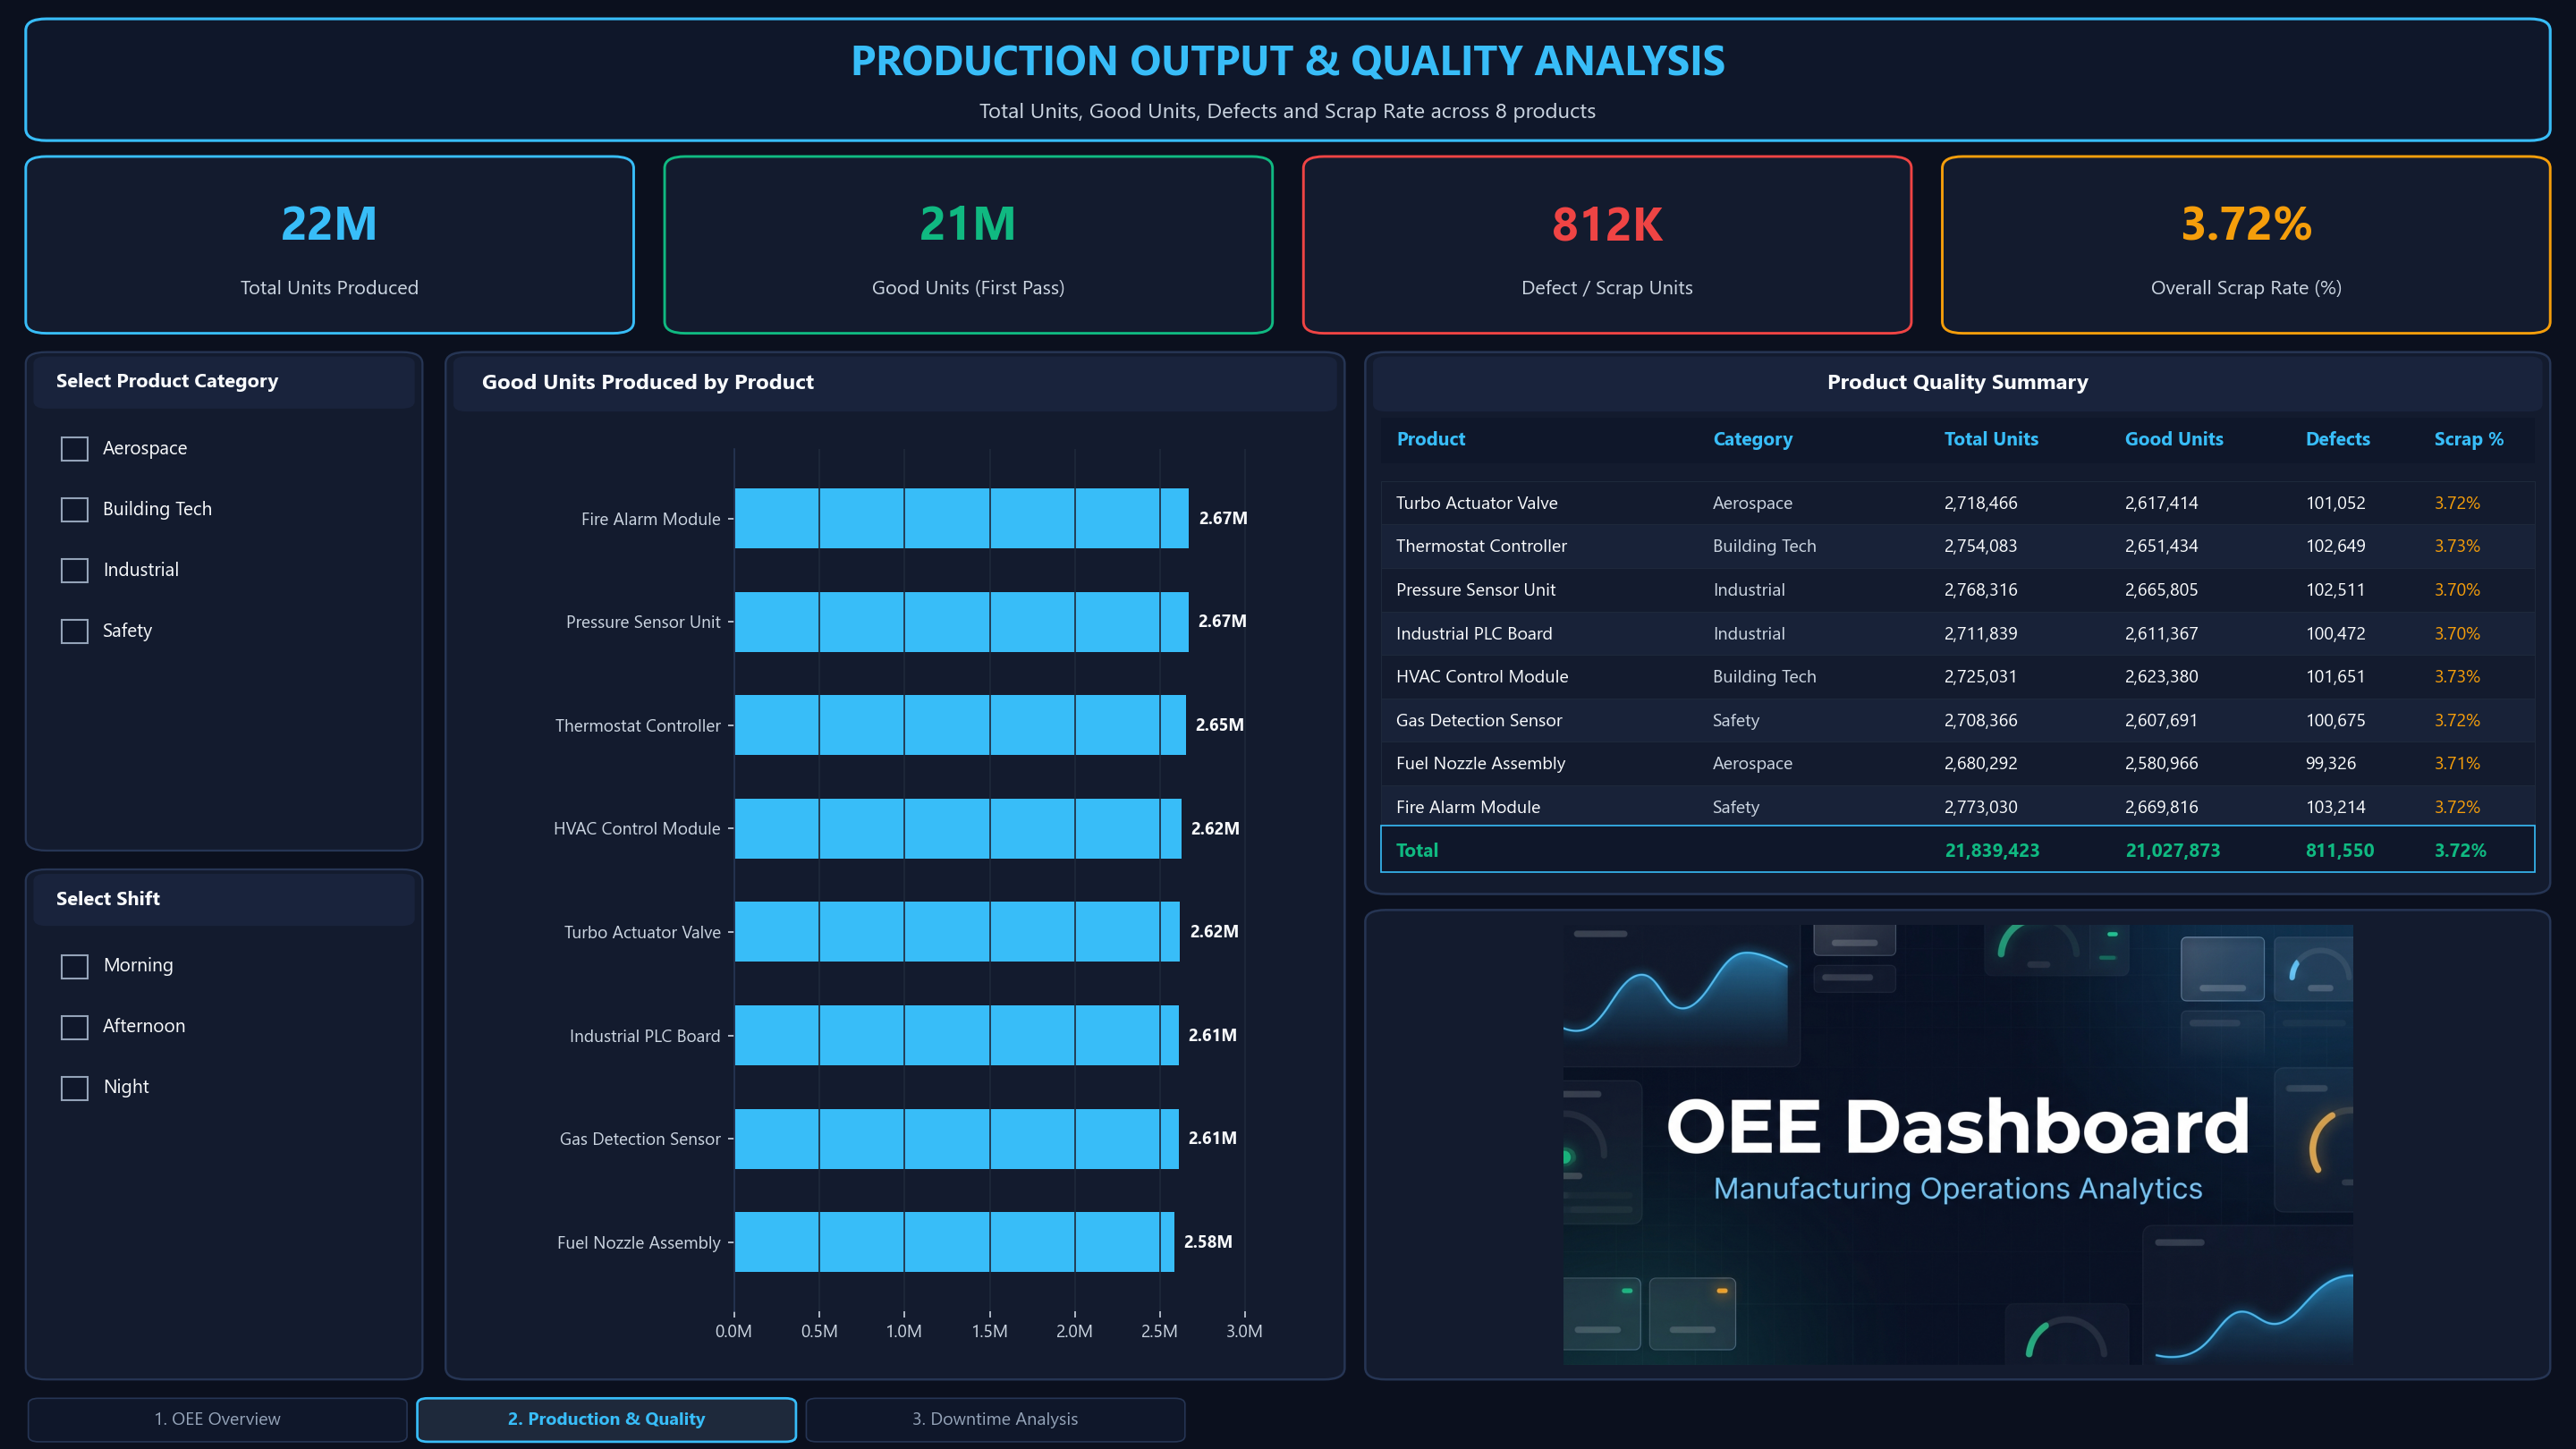 PRODUCTION OUTPUT & QUALITY ANALYSIS
Total Units, Good Units, Defects and Scrap Rate across 8 products
22M
Total Units Produced
21M
Good Units (First Pass)
812K
Defect / Scrap Units
3.72%
Overall Scrap Rate (%)
Select Product Category
Aerospace
Building Tech
Industrial
Safety
Select Shift
Morning
Afternoon
Night
Good Units Produced by Product
Fire Alarm Module 2.67M
Pressure Sensor Unit 2.67M
Thermostat Controller 2.65M
HVAC Control Module 2.62M
Turbo Actuator Valve 2.62M
Industrial PLC Board 2.61M
Gas Detection Sensor 2.61M
Fuel Nozzle Assembly 2.58M
0.0M 0.5M 1.0M 1.5M 2.0M 2.5M 3.0M
Product Quality Summary
Product Category Total Units Good Units Defects Scrap %
Turbo Actuator Valve Aerospace 2,718,466 2,617,414 101,052 3.72%
Thermostat Controller Building Tech 2,754,083 2,651,434 102,649 3.73%
Pressure Sensor Unit Industrial 2,768,316 2,665,805 102,511 3.70%
Industrial PLC Board Industrial 2,711,839 2,611,367 100,472 3.70%
HVAC Control Module Building Tech 2,725,031 2,623,380 101,651 3.73%
Gas Detection Sensor Safety 2,708,366 2,607,691 100,675 3.72%
Fuel Nozzle Assembly Aerospace 2,680,292 2,580,966 99,326 3.71%
Fire Alarm Module Safety 2,773,030 2,669,816 103,214 3.72%
Total 21,839,423 21,027,873 811,550 3.72%
OEE Dashboard
Manufacturing Operations Analytics
1. OEE Overview
2. Production & Quality
3. Downtime Analysis